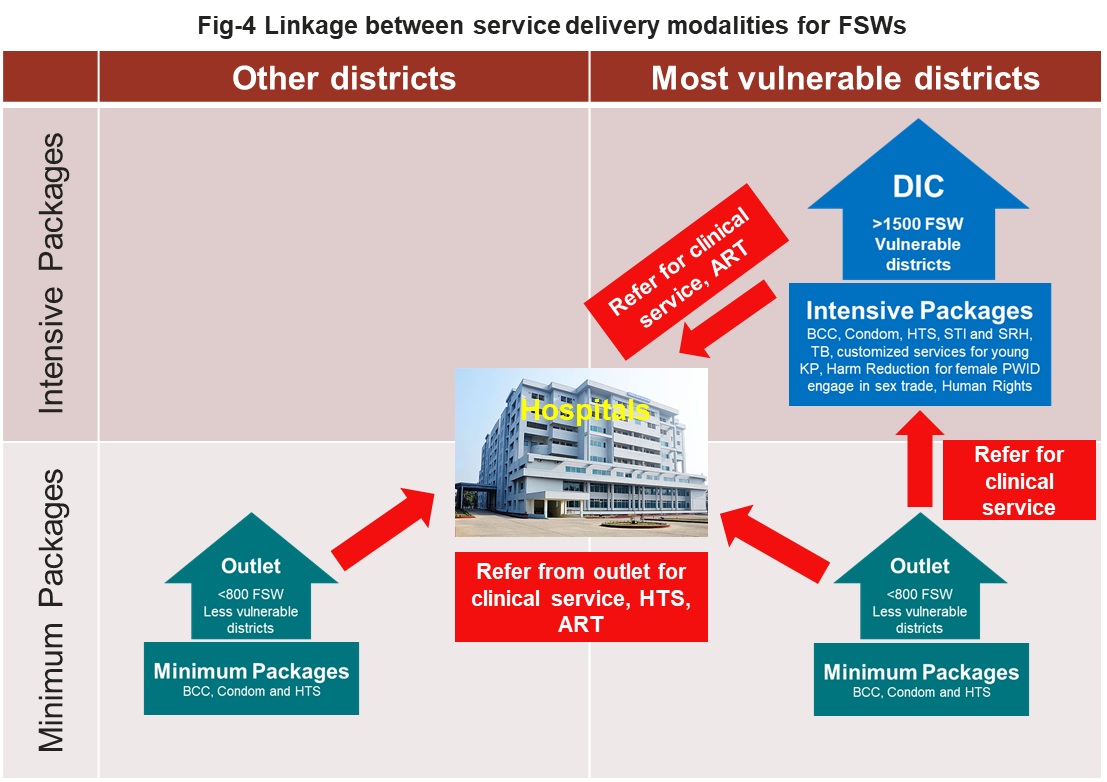 Fig-4 Linkage between service delivery modalities for FSWs
Other districts
Most vulnerable districts
Intensive Packages
DIC
>1500 FSW
Vulnerable
districts
Refer for clinical
service, ART
Intensive Packages
BCC, Condom, HTS, STI and SRH,
TB, customized services for young
KP, Harm Reduction for female PWID
engage in sex trade, Human Rights
Hospitals
Minimum Packages
Refer for
clinical
service
Outlet
<800 FSW
Less vulnerable
districts
Minimum Packages
BCC, Condom and HTS
Refer from outlet for
clinical service, HTS,
ART
Outlet
<800 FSW
Less vulnerable
districts
Minimum Packages
BCC, Condom and HTS